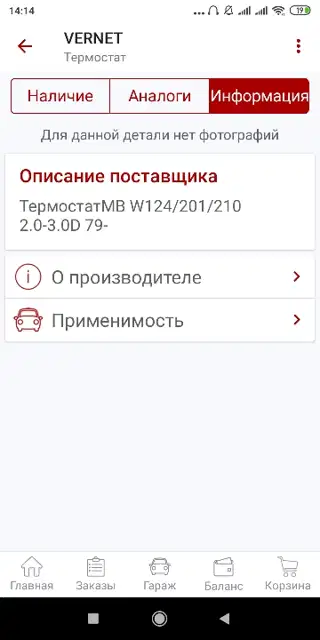 14:14
19
VERNET
Термостат
Наличие
Аналоги
Информация
Для данной детали нет фотографий
Описание поставщика
ТермостатMB W124/201/210
2.0-3.0D 79-
О производителе
Применимость
Главная
Заказы
Гараж
Баланс
Корзина